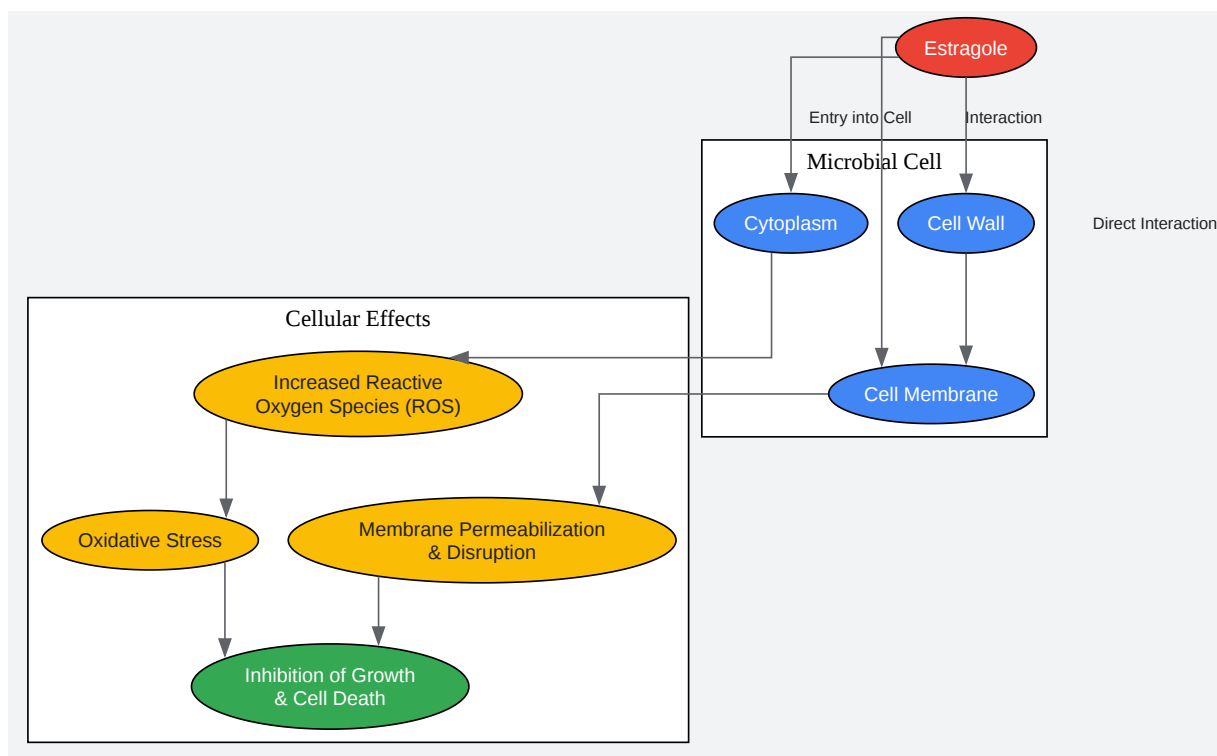 Estragole
Entry into Cell
Interaction
Microbial Cell
Cytoplasm
Cell Wall
Direct Interaction
Cellular Effects
Increased Reactive
Oxygen Species (ROS)
Cell Membrane
Oxidative Stress
Membrane Permeabilization
& Disruption
Inhibition of Growth
& Cell Death